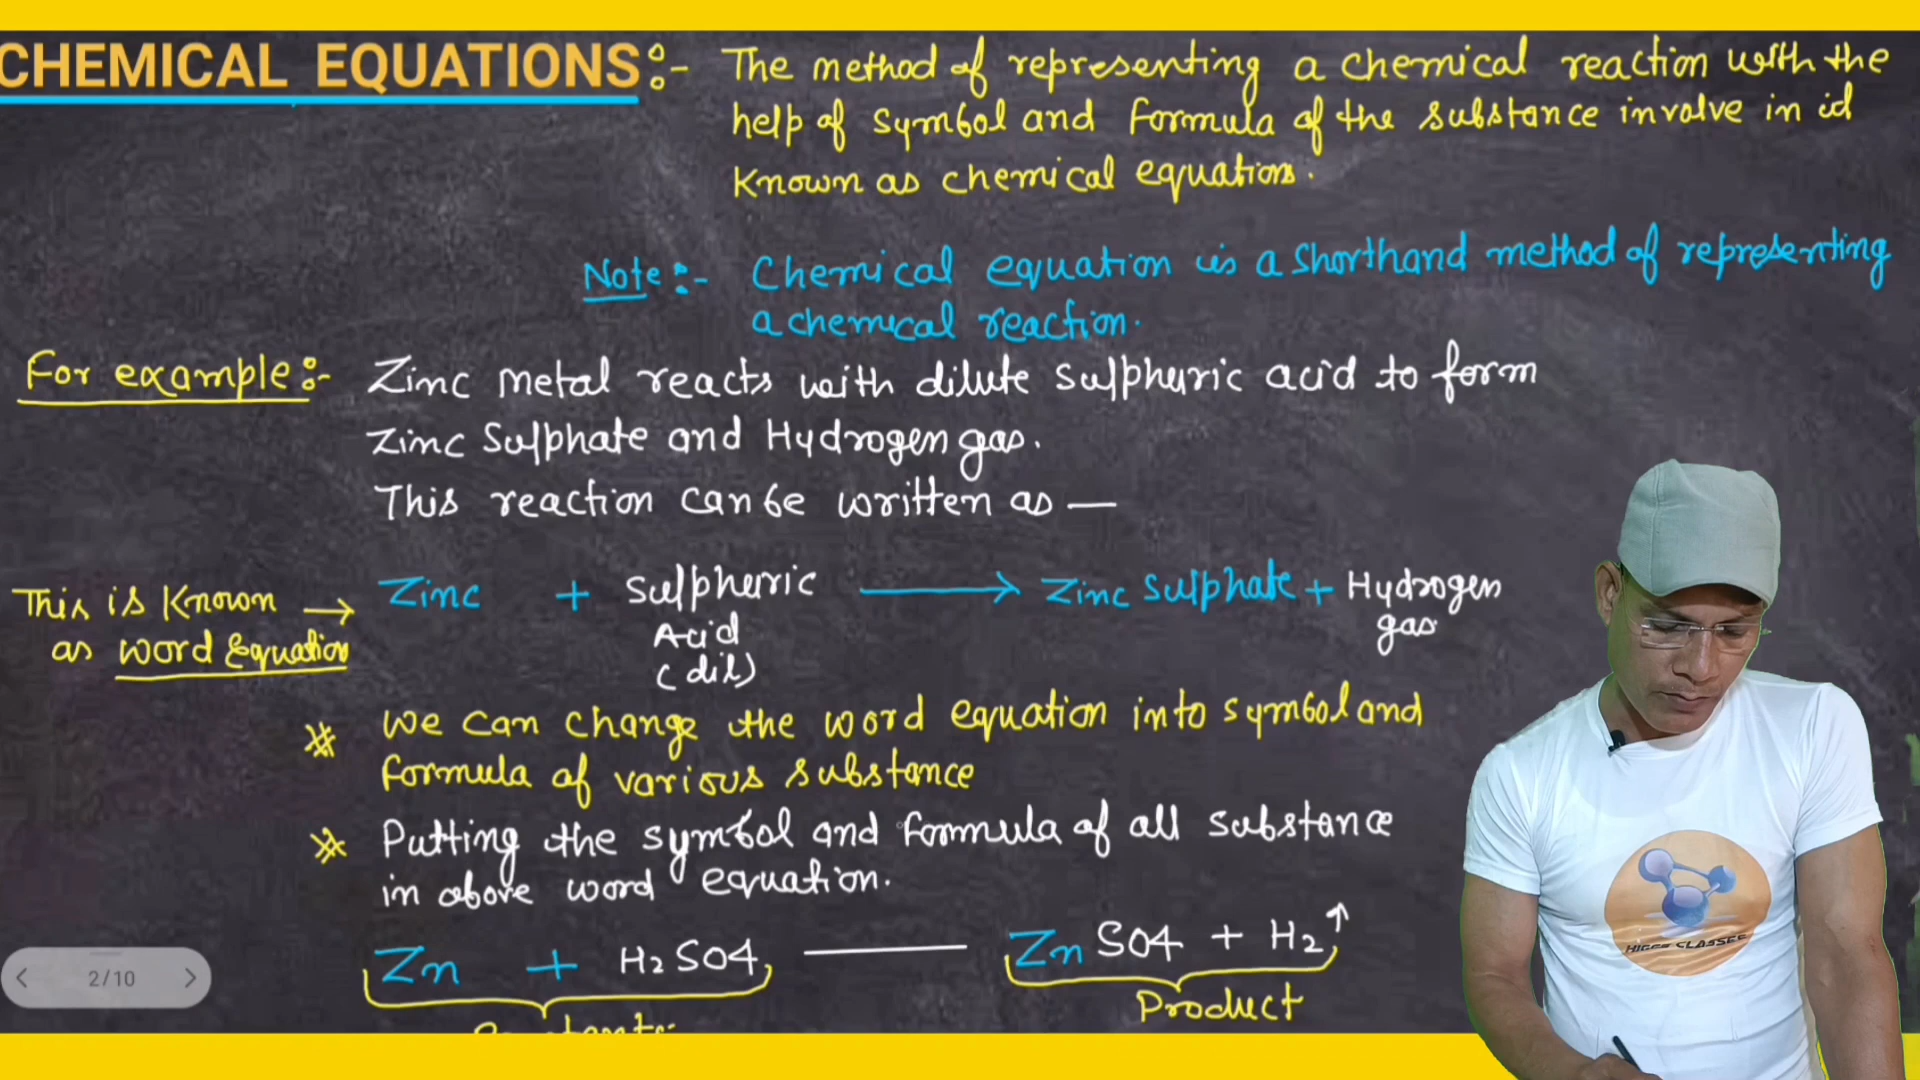 CHEMICAL EQUATIONS :- The method of representing a chemical reaction with the
help of symbol and formula of the substance involve in id
Known as chemical equations.
Note :- Chemical equation is a shorthand method of representing
a chemical reaction.
For example :- Zinc metal reacts with dilute sulphuric acid to form
Zinc Sulphate and Hydrogen gas.
This reaction can be written as —
This is Known → Zinc + Sulphuric ⟶ Zinc sulphate + Hydrogen
as word Equation Acid gas
(dil)
* We can change the word equation into symbol and
formula of various substance
* Putting the symbol and formula of all substance
in above word equation.
Zn + H2SO4 — ZnSO4 + H2↑
Product
2/10
HIGGS CLASSES